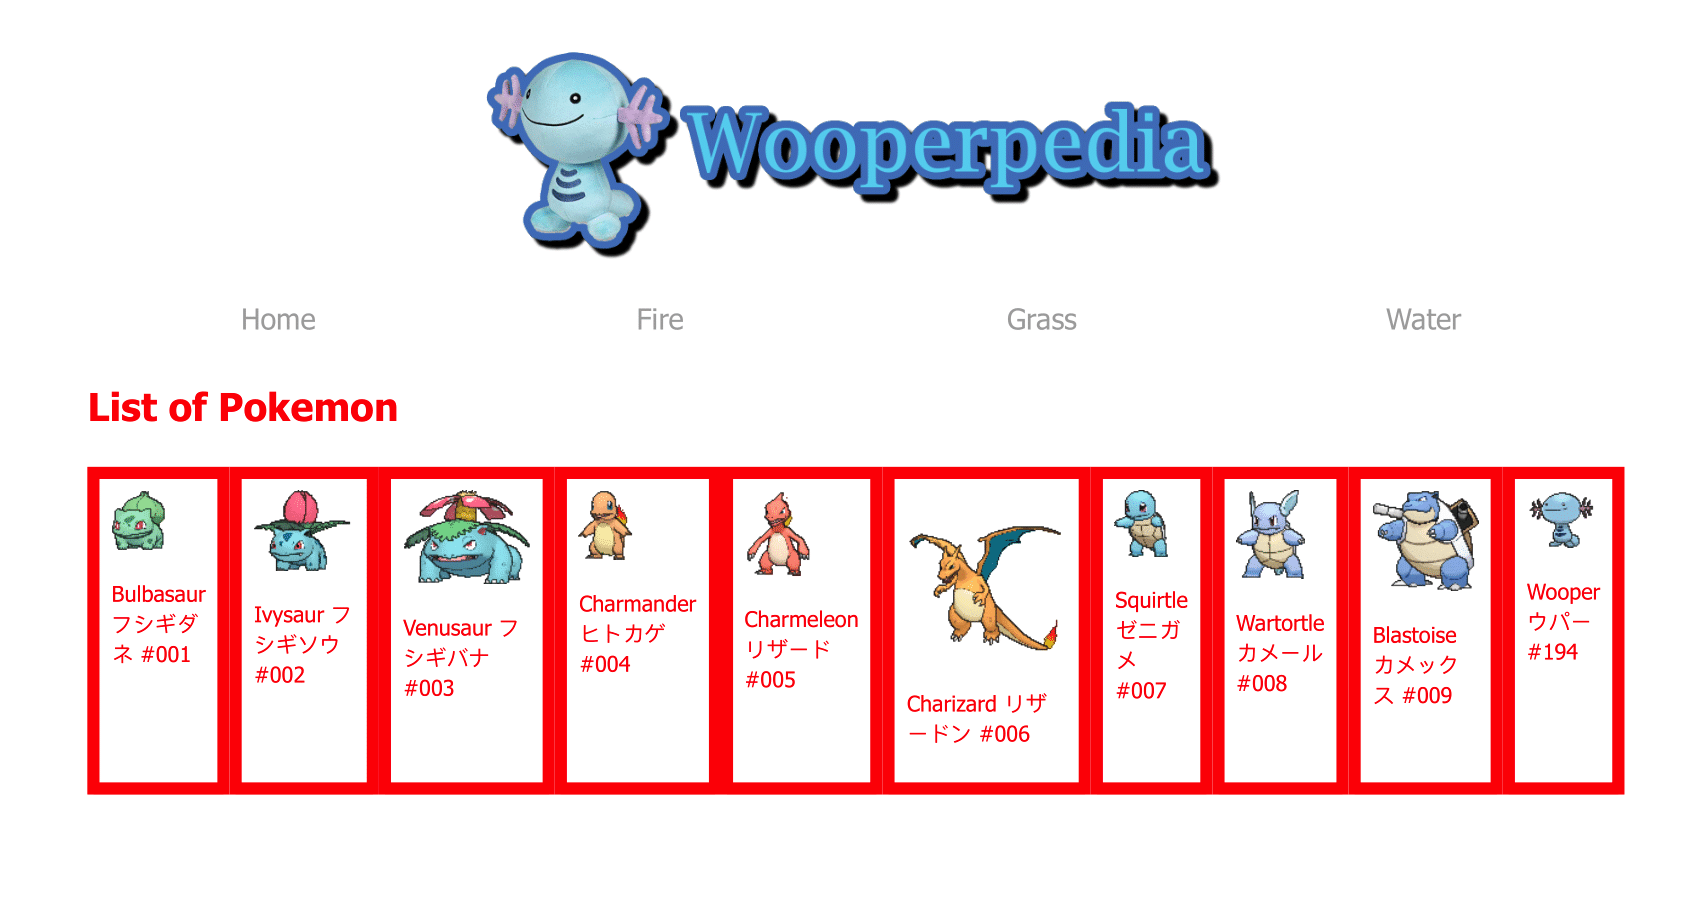 Wooperpedia
Home
Fire
Grass
Water
List of Pokemon
Bulbasaur
フシギダ
ネ #001
Ivysaur フ
シギソウ
#002
Venusaur フ
シギバナ
#003
Charmander
ヒトカゲ
#004
Charmeleon
リザード
#005
Charizard リザ
ードン #006
Squirtle
ゼニガ
メ
#007
Wartortle
カメール
#008
Blastoise
カメック
ス #009
Wooper
ウパー
#194